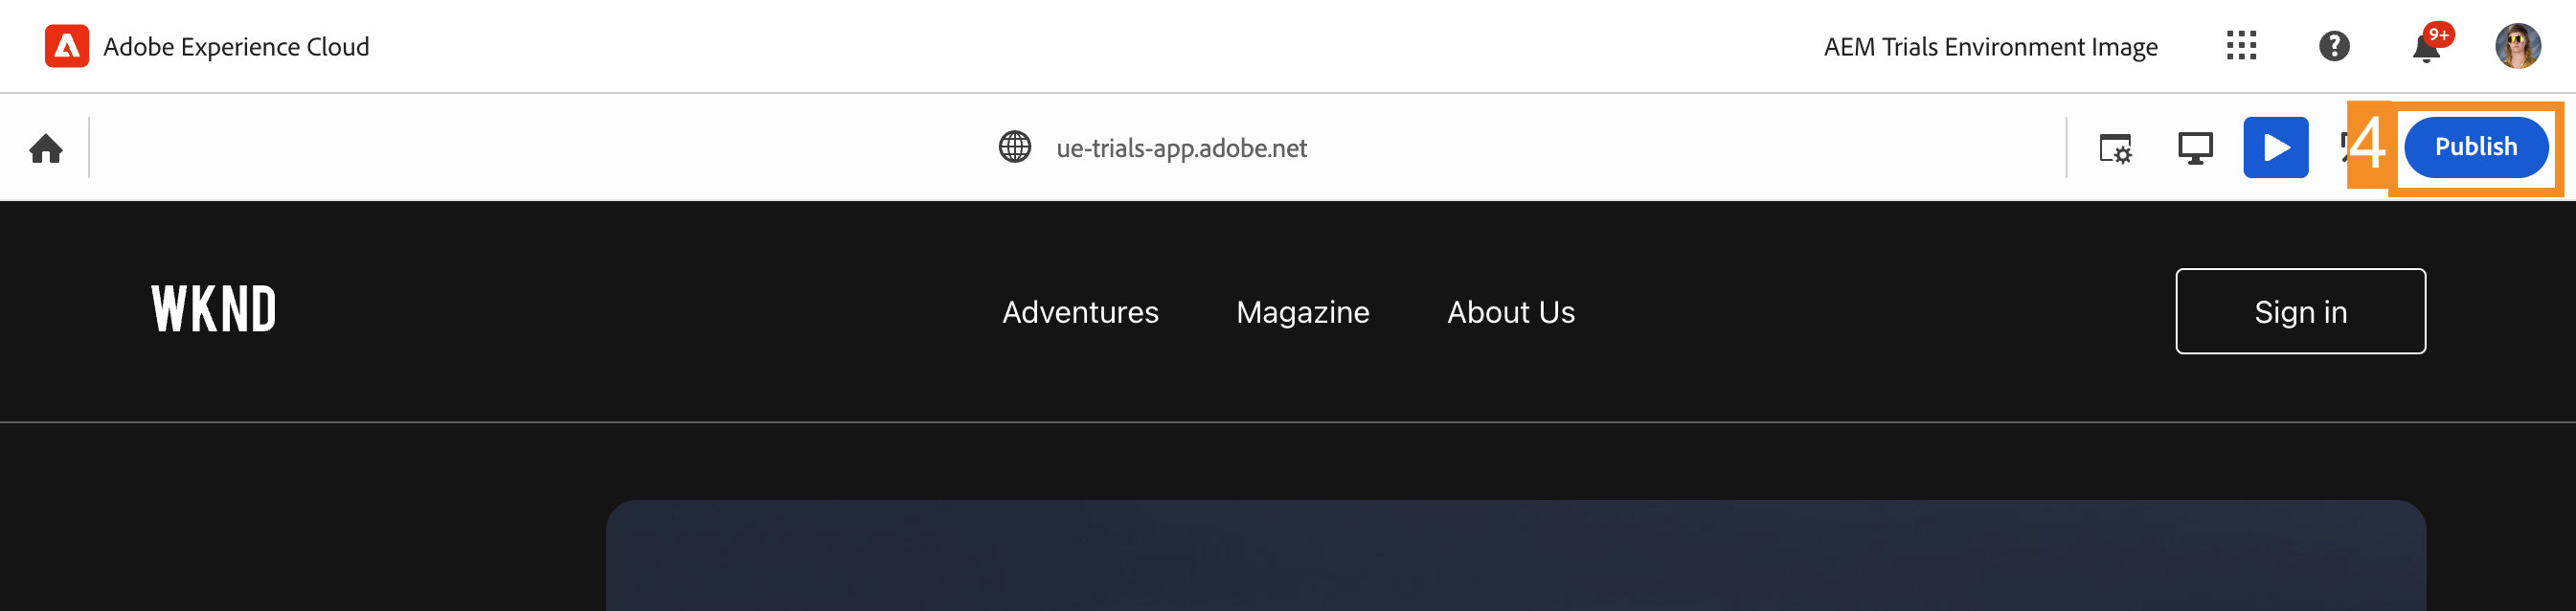 Adobe Experience Cloud
AEM Trials Environment Image
9+
ue-trials-app.adobe.net
4
Publish
WKND
Adventures
Magazine
About Us
Sign in